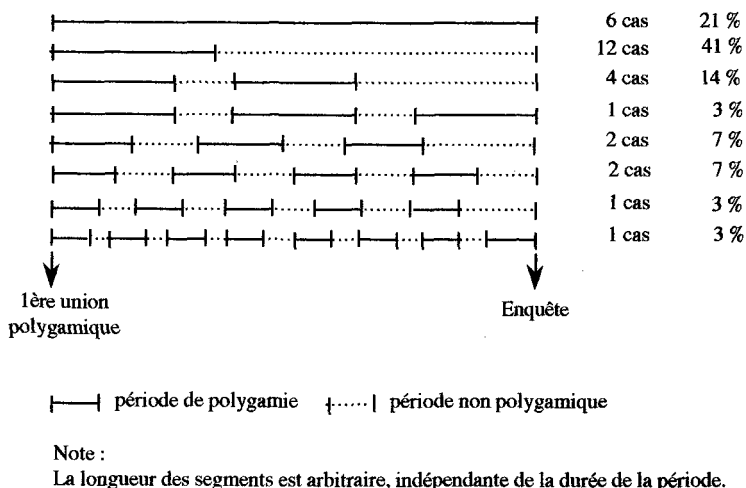 6 cas 21 %
12 cas 41 %
4 cas 14 %
1 cas 3 %
2 cas 7 %
2 cas 7 %
1 cas 3 %
1 cas 3 %
1ère union
polygamique
Enquête
période de polygamie
période non polygamique
Note :
La longueur des segments est arbitraire, indépendante de la durée de la période.